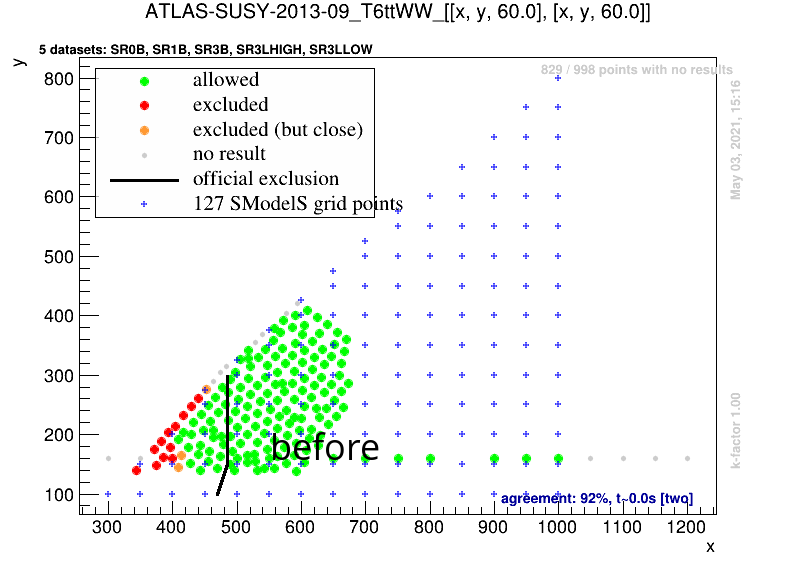 ATLAS-SUSY-2013-09_T6ttWW_[[x, y, 60.0], [x, y, 60.0]]
5 datasets: SR0B, SR1B, SR3B, SR3LHIGH, SR3LLOW
y
829 / 998 points with no results
allowed
excluded
excluded (but close)
no result
official exclusion
127 SModelS grid points
May 03, 2021, 15:16
k-factor 1.00
800
700
600
500
400
300
200
100
before
agreement: 92%, t~0.0s [two]
300 400 500 600 700 800 900 1000 1100 1200
x